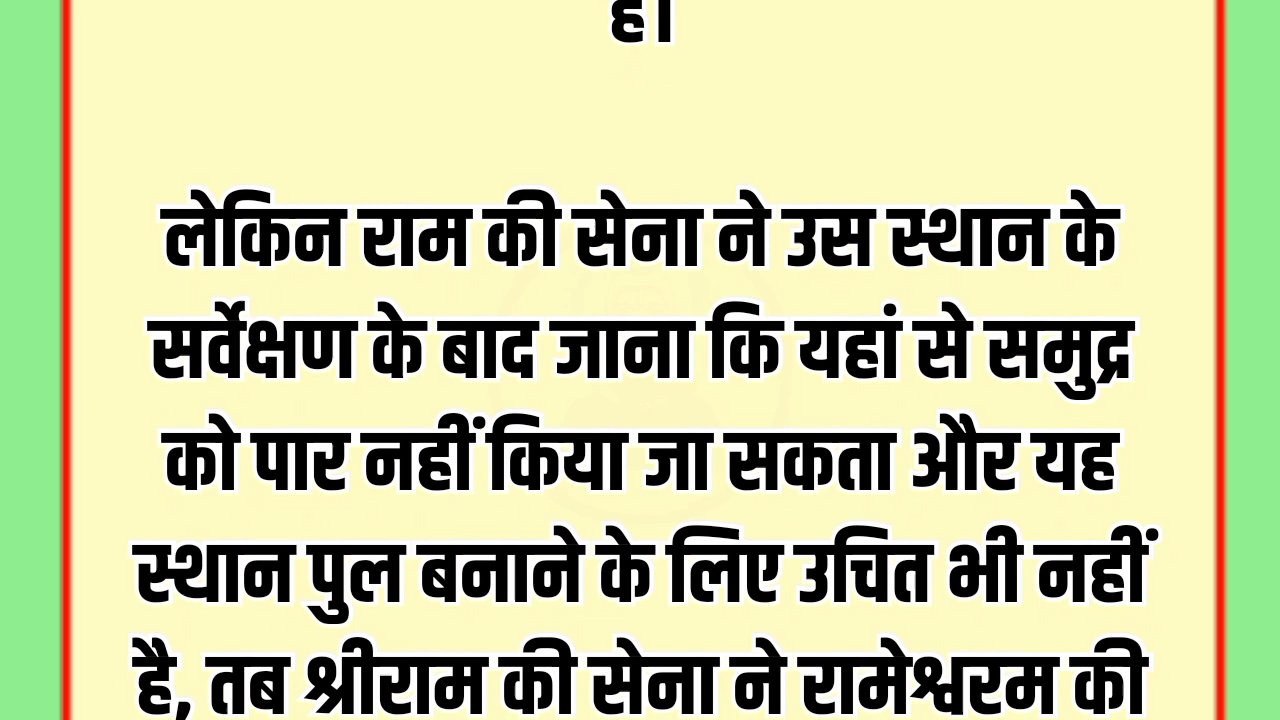 है।
लेकिन राम की सेना ने उस स्थान के
सर्वेक्षण के बाद जाना कि यहां से समुद्र
को पार नहीं किया जा सकता और यह
स्थान पुल बनाने के लिए उचित भी नहीं
है, तब श्रीराम की सेना ने रामेश्वरम की